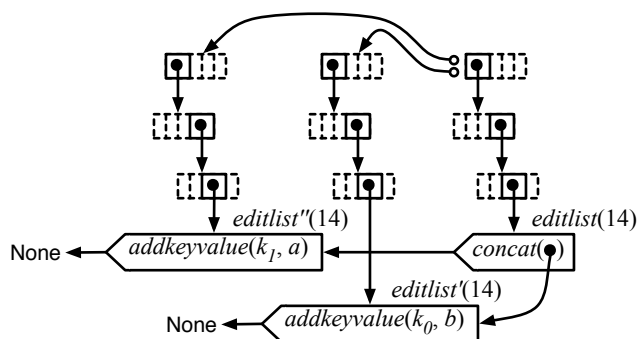 editlist''(14) editlist(14)
None addkeyvalue(k1, a) concat( )
editlist'(14)
None addkeyvalue(k0, b)